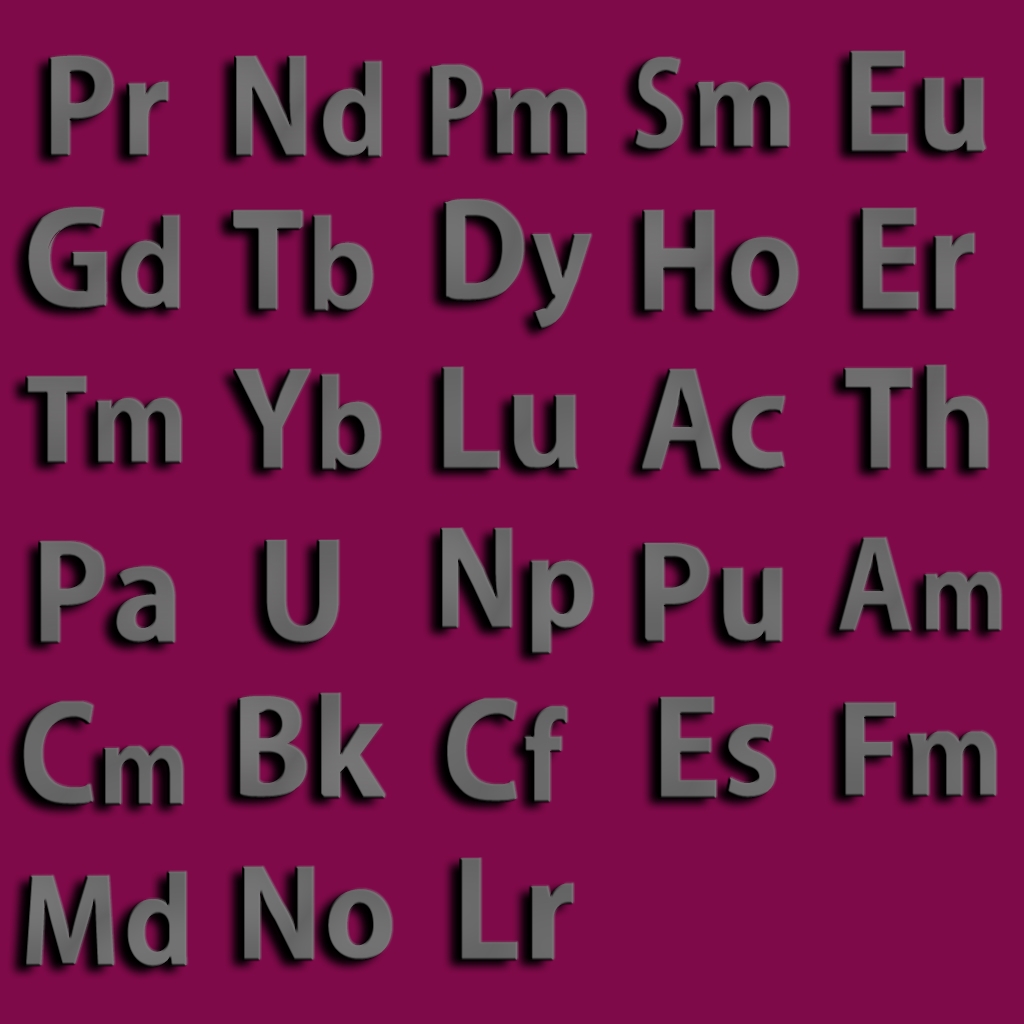 Pr Nd Pm Sm Eu
Gd Tb Dy Ho Er
Tm Yb Lu Ac Th
Pa U Np Pu Am
Cm Bk Cf Es Fm
Md No Lr